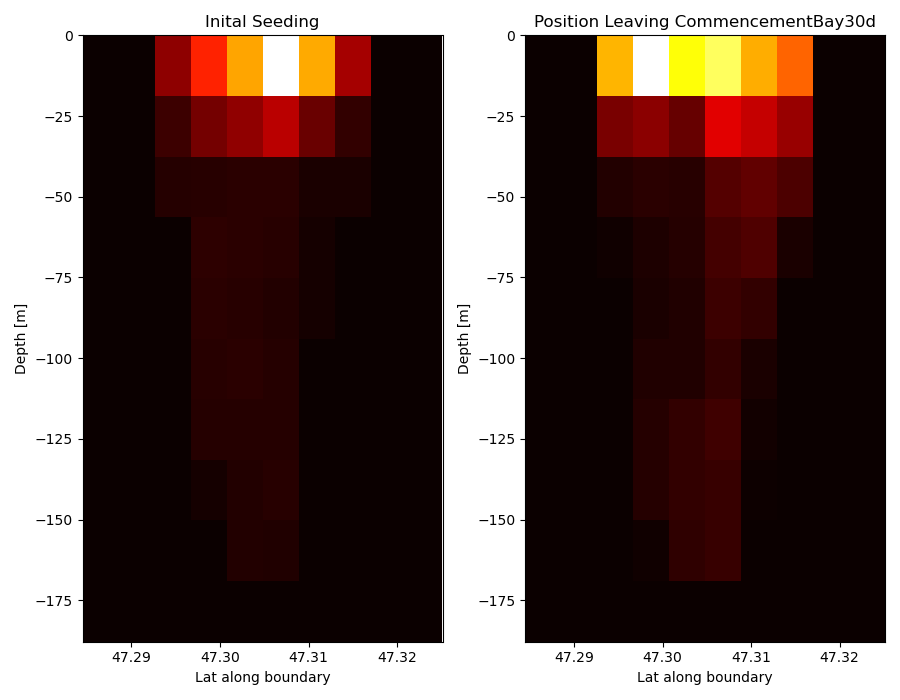 Inital Seeding
Position Leaving CommencementBay30d
0
−25
−50
−75
−100
−125
−150
−175
Depth [m]
47.29 47.30 47.31 47.32
Lat along boundary
0
−25
−50
−75
−100
−125
−150
−175
Depth [m]
47.29 47.30 47.31 47.32
Lat along boundary